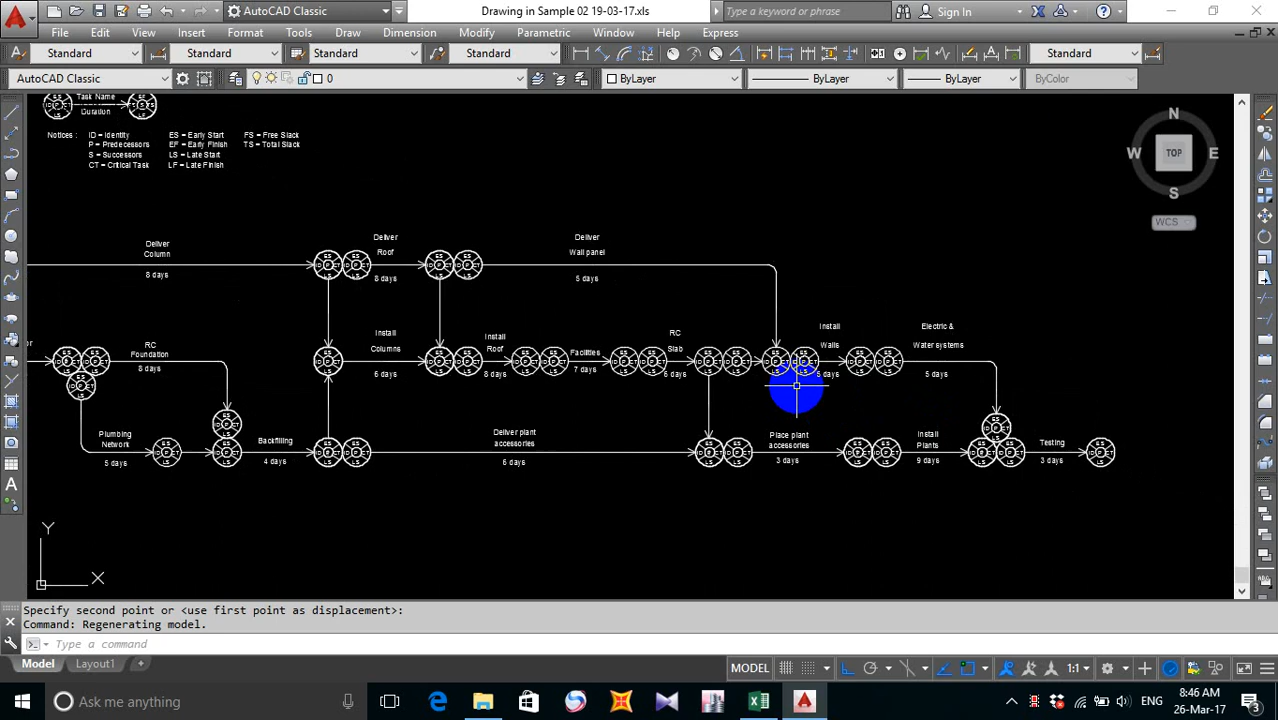 AutoCAD Classic
Drawing in Sample 02 19-03-17.xls
Type a keyword or phrase
Sign In
File Edit View Insert Format Tools Draw Dimension Modify Parametric Window Help Express
Standard Standard Standard Standard Standard
AutoCAD Classic 0 ByLayer ByLayer ByLayer ByColor
Task Name
Duration
Notices : ID = Identity ES = Early Start FS = Free Slack
P = Predecessors EF = Early Finish TS = Total Slack
S = Successors LS = Late Start
CT = Critical Task LF = Late Finish
N
W TOP E
S
WCS
Deliver
Column
8 days
Deliver
Roof
8 days
Deliver
Wall panel
5 days
RC
Foundation
8 days
Install
Columns
6 days
Install
Roof
8 days
Facilities
7 days
RC
Slab
6 days
Install
Walls
5 days
Electric &
Water systems
5 days
Plumbing
Network
5 days
Backfilling
4 days
Deliver plant
accessories
6 days
Place plant
accessories
3 days
Install
Plants
9 days
Testing
3 days
Y
X
Specify second point or <use first point as displacement>:
Command: Regenerating model.
Type a command
Model Layout1 +
MODEL 1:1
Ask me anything
ENG
8:46 AM
26-Mar-17
3